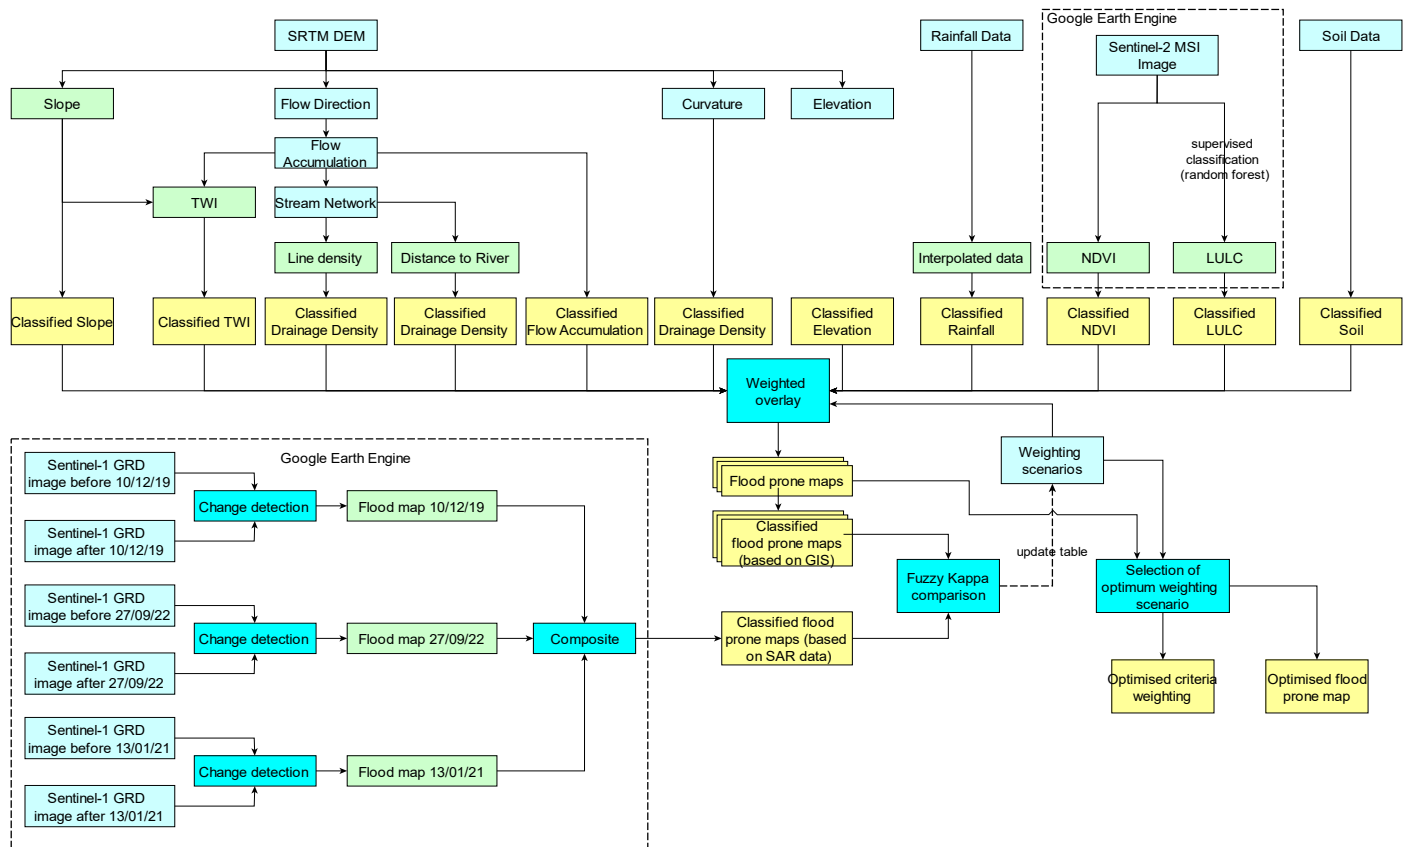 Google Earth Engine
SRTM DEM
Rainfall Data
Sentinel-2 MSI
Image
Soil Data
Slope
Flow Direction
Curvature
Elevation
Flow
Accumulation
supervised
classification
(random forest)
TWI
Stream Network
Line density
Distance to River
Interpolated data
NDVI
LULC
Classified Slope
Classified TWI
Classified
Drainage Density
Classified
Drainage Density
Classified
Flow Accumulation
Classified
Drainage Density
Classified
Elevation
Classified
Rainfall
Classified
NDVI
Classified
LULC
Classified
Soil
Weighted
overlay
Google Earth Engine
Sentinel-1 GRD
image before 10/12/19
Change detection
Flood map 10/12/19
Sentinel-1 GRD
image after 10/12/19
Sentinel-1 GRD
image before 27/09/22
Change detection
Flood map 27/09/22
Composite
Sentinel-1 GRD
image after 27/09/22
Sentinel-1 GRD
image before 13/01/21
Change detection
Flood map 13/01/21
Sentinel-1 GRD
image after 13/01/21
Weighting
scenarios
Flood prone maps
Classified
flood prone maps
(based on GIS)
update table
Fuzzy Kappa
comparison
Selection of
optimum weighting
scenario
Classified flood
prone maps (based
on SAR data)
Optimised criteria
weighting
Optimised flood
prone map